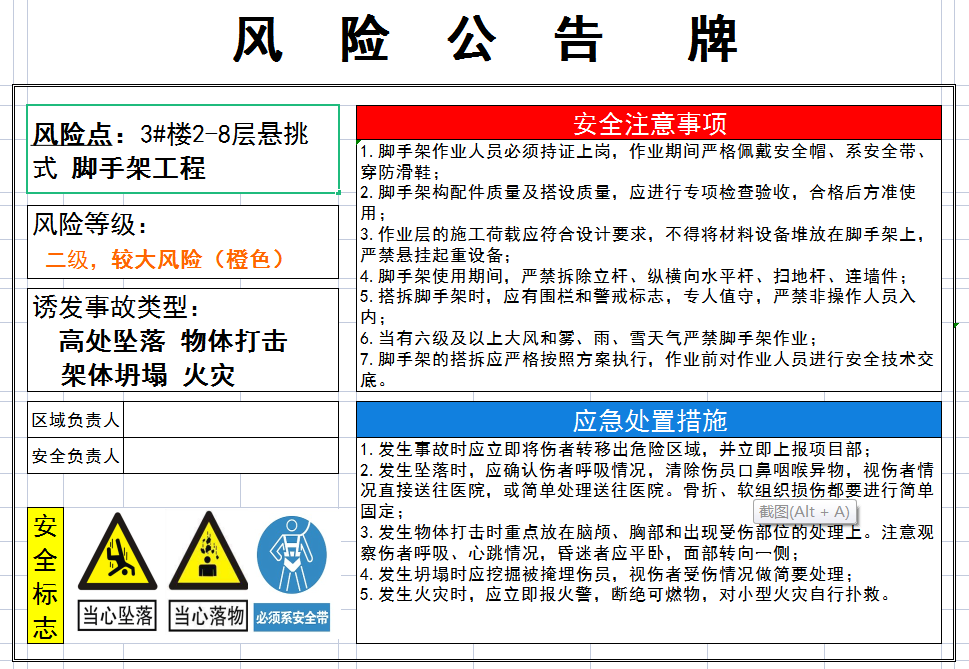 风 险 公 告 牌
风险点：3#楼2-8层悬挑
式 脚手架工程
风险等级：
二级，较大风险（橙色）
诱发事故类型：
高处坠落 物体打击
架体坍塌 火灾
区域负责人
安全负责人
安全标志
当心坠落
当心落物
必须系安全带
安全注意事项
1.脚手架作业人员必须持证上岗，作业期间严格佩戴安全帽、系安全带、
穿防滑鞋；
2.脚手架构配件质量及搭设质量，应进行专项检查验收，合格后方准使
用；
3.作业层的施工荷载应符合设计要求，不得将材料设备堆放在脚手架上，
严禁悬挂起重设备；
4.脚手架使用期间，严禁拆除立杆、纵横向水平杆、扫地杆、连墙件；
5.搭拆脚手架时，应有围栏和警戒标志，专人值守，严禁非操作人员入
内；
6.当有六级及以上大风和雾、雨、雪天气严禁脚手架作业；
7.脚手架的搭拆应严格按照方案执行，作业前对作业人员进行安全技术交
底。
应急处置措施
1.发生事故时应立即将伤者转移出危险区域，并立即上报项目部；
2.发生坠落时，应确认伤者呼吸情况，清除伤员口鼻咽喉异物，视伤者情
况直接送往医院，或简单处理送往医院。骨折、软组织损伤都要进行简单
固定；
截图(Alt + A)
3.发生物体打击时重点放在脑颅、胸部和出现受伤部位的处理上。注意观
察伤者呼吸、心跳情况，昏迷者应平卧，面部转向一侧；
4.发生坍塌时应挖掘被掩埋伤员，视伤者受伤情况做简要处理；
5.发生火灾时，应立即报火警，断绝可燃物，对小型火灾自行扑救。